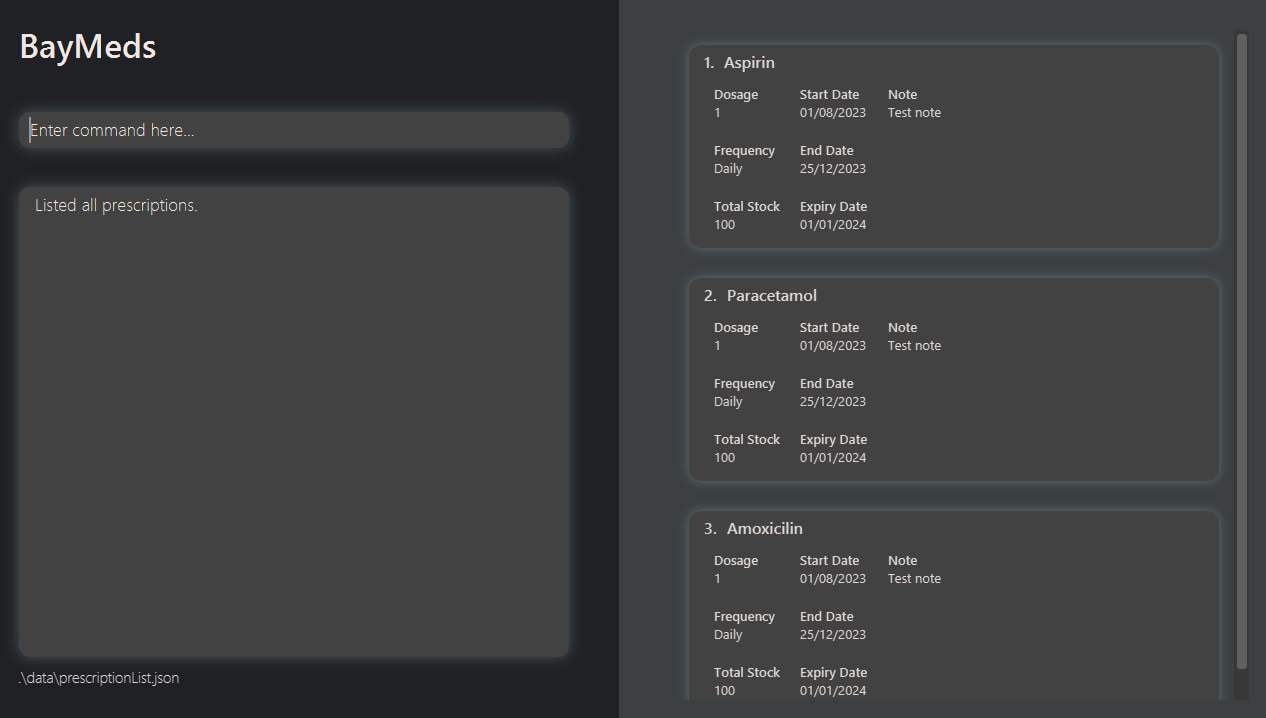 BayMeds
Enter command here...
Listed all prescriptions.
.\data\prescriptionList.json
1. Aspirin
Dosage Start Date Note
1 01/08/2023 Test note
Frequency End Date
Daily 25/12/2023
Total Stock Expiry Date
100 01/01/2024
2. Paracetamol
Dosage Start Date Note
1 01/08/2023 Test note
Frequency End Date
Daily 25/12/2023
Total Stock Expiry Date
100 01/01/2024
3. Amoxicilin
Dosage Start Date Note
1 01/08/2023 Test note
Frequency End Date
Daily 25/12/2023
Total Stock Expiry Date
100 01/01/2024